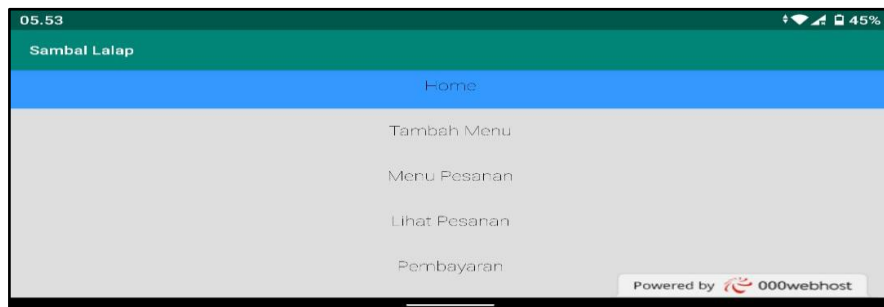 05.53 45%
Sambal Lalap
Home
Tambah Menu
Menu Pesanan
Lihat Pesanan
Pembayaran
Powered by 000webhost